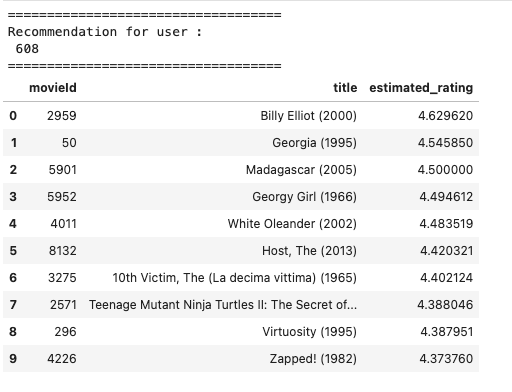 ===================================
Recommendation for user :
608
===================================
movieId title estimated_rating
0 2959 Billy Elliot (2000) 4.629620
1 50 Georgia (1995) 4.545850
2 5901 Madagascar (2005) 4.500000
3 5952 Georgy Girl (1966) 4.494612
4 4011 White Oleander (2002) 4.483519
5 8132 Host, The (2013) 4.420321
6 3275 10th Victim, The (La decima vittima) (1965) 4.402124
7 2571 Teenage Mutant Ninja Turtles II: The Secret of... 4.388046
8 296 Virtuosity (1995) 4.387951
9 4226 Zapped! (1982) 4.373760